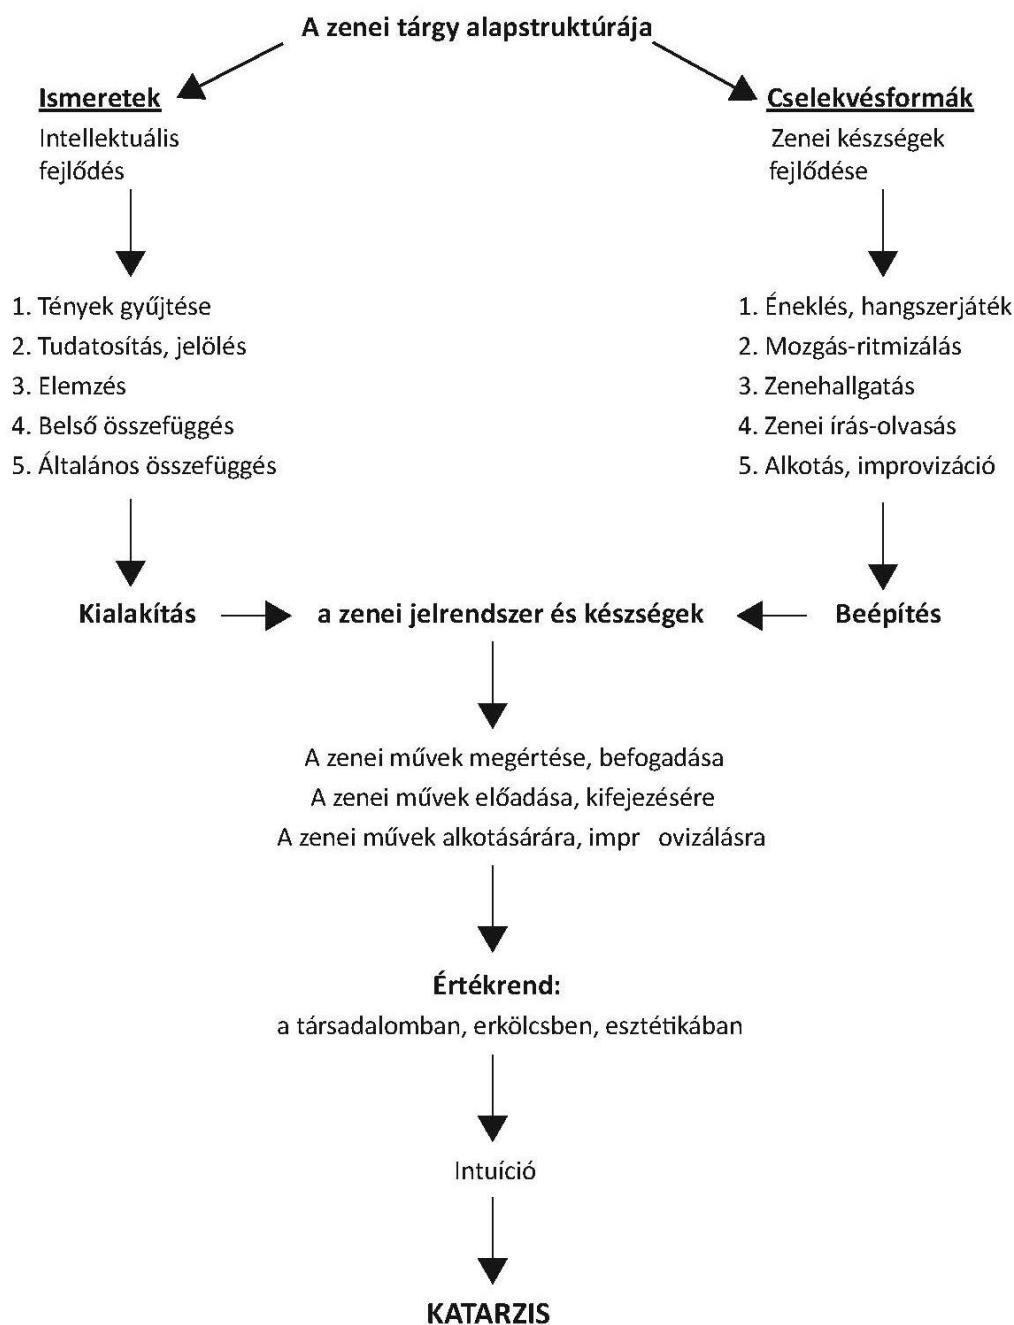 A zenei tárgy alapstruktúrája
Ismeretek
Intellektuális
fejlődés
1. Tények gyűjtése
2. Tudatosítás, jelölés
3. Elemzés
4. Belső összefüggés
5. Általános összefüggés
Cselekvésformák
Zenei készségek
fejlődése
1. Éneklés, hangszerjáték
2. Mozgás-ritmizálás
3. Zenehallgatás
4. Zenei írás-olvasás
5. Alkotás, improvizáció
Kialakítás
a zenei jelrendszer és készségek
Beépítés
A zenei művek megértése, befogadása
A zenei művek előadása, kifejezésére
A zenei művek alkotásárára, impr ovizálásra
Értékrend:
a társadalomban, erkölcsben, esztétikában
Intuíció
KATARZIS